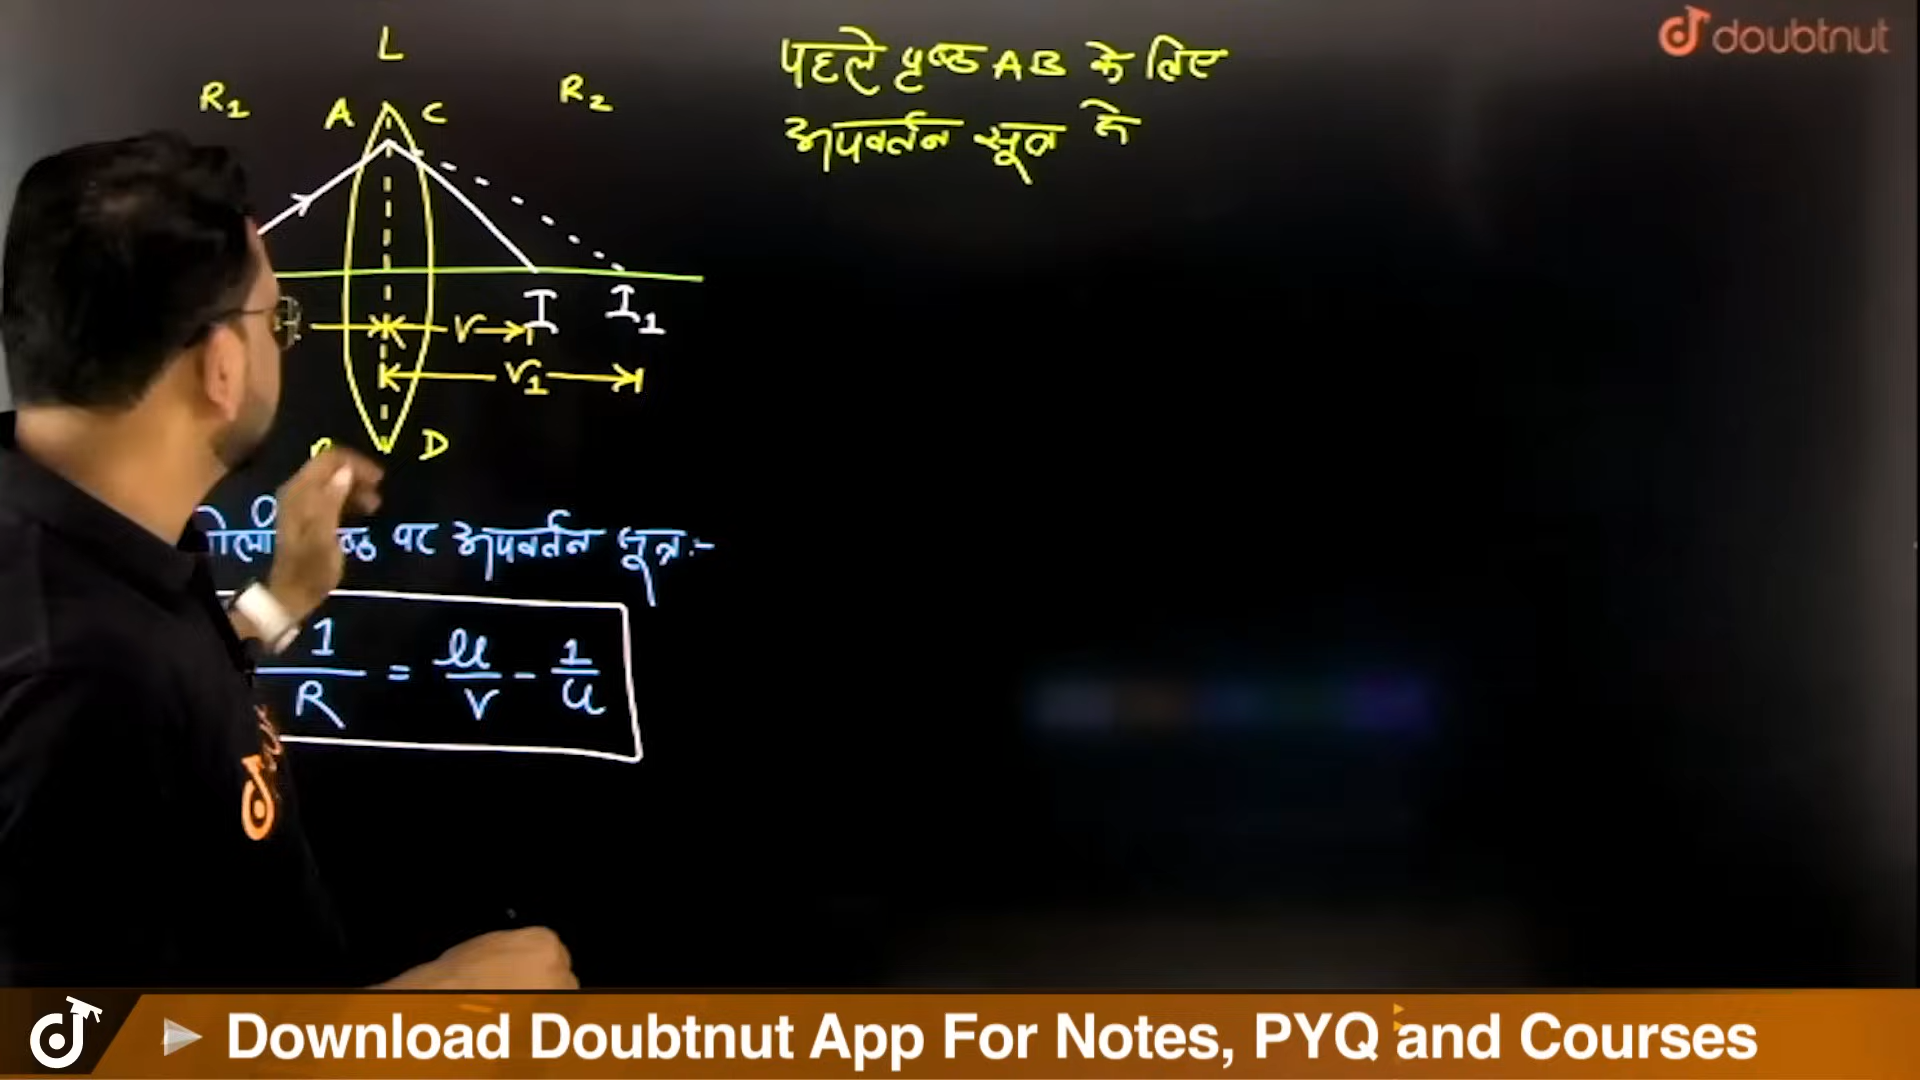 L
R₁ A C R₂
I I₁
v
v₁
D
पृष्ठ पर अपवर्तन सूत्र:-
1/R = μ/v - 1/u
पहले पृष्ठ AB के लिए
अपवर्तन सूत्र से
doubtnut
Download Doubtnut App For Notes, PYQ and Courses